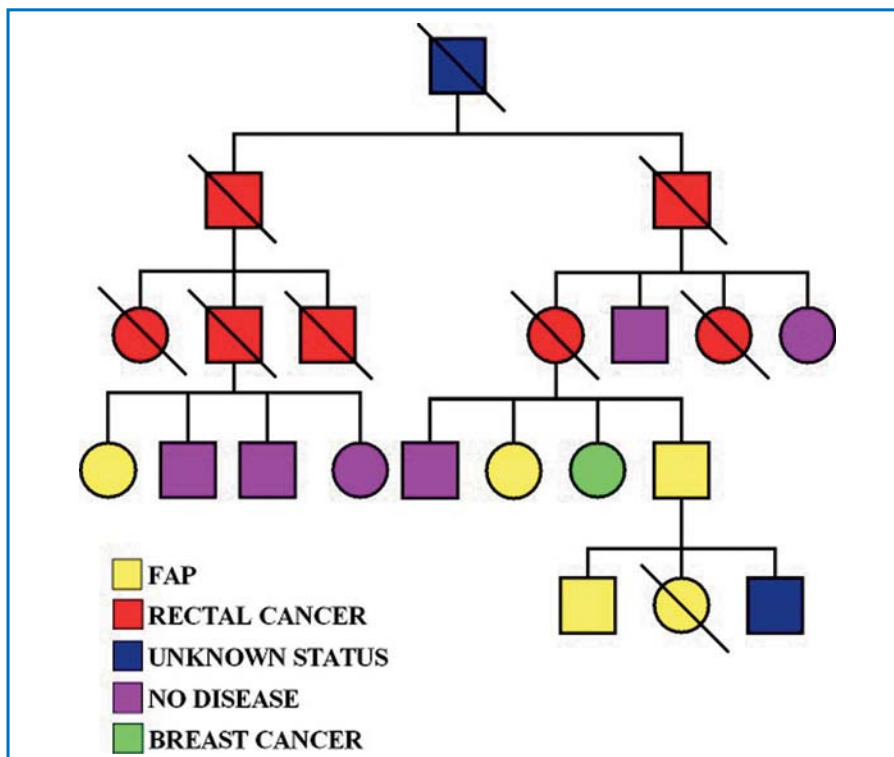 FAP
RECTAL CANCER
UNKNOWN STATUS
NO DISEASE
BREAST CANCER